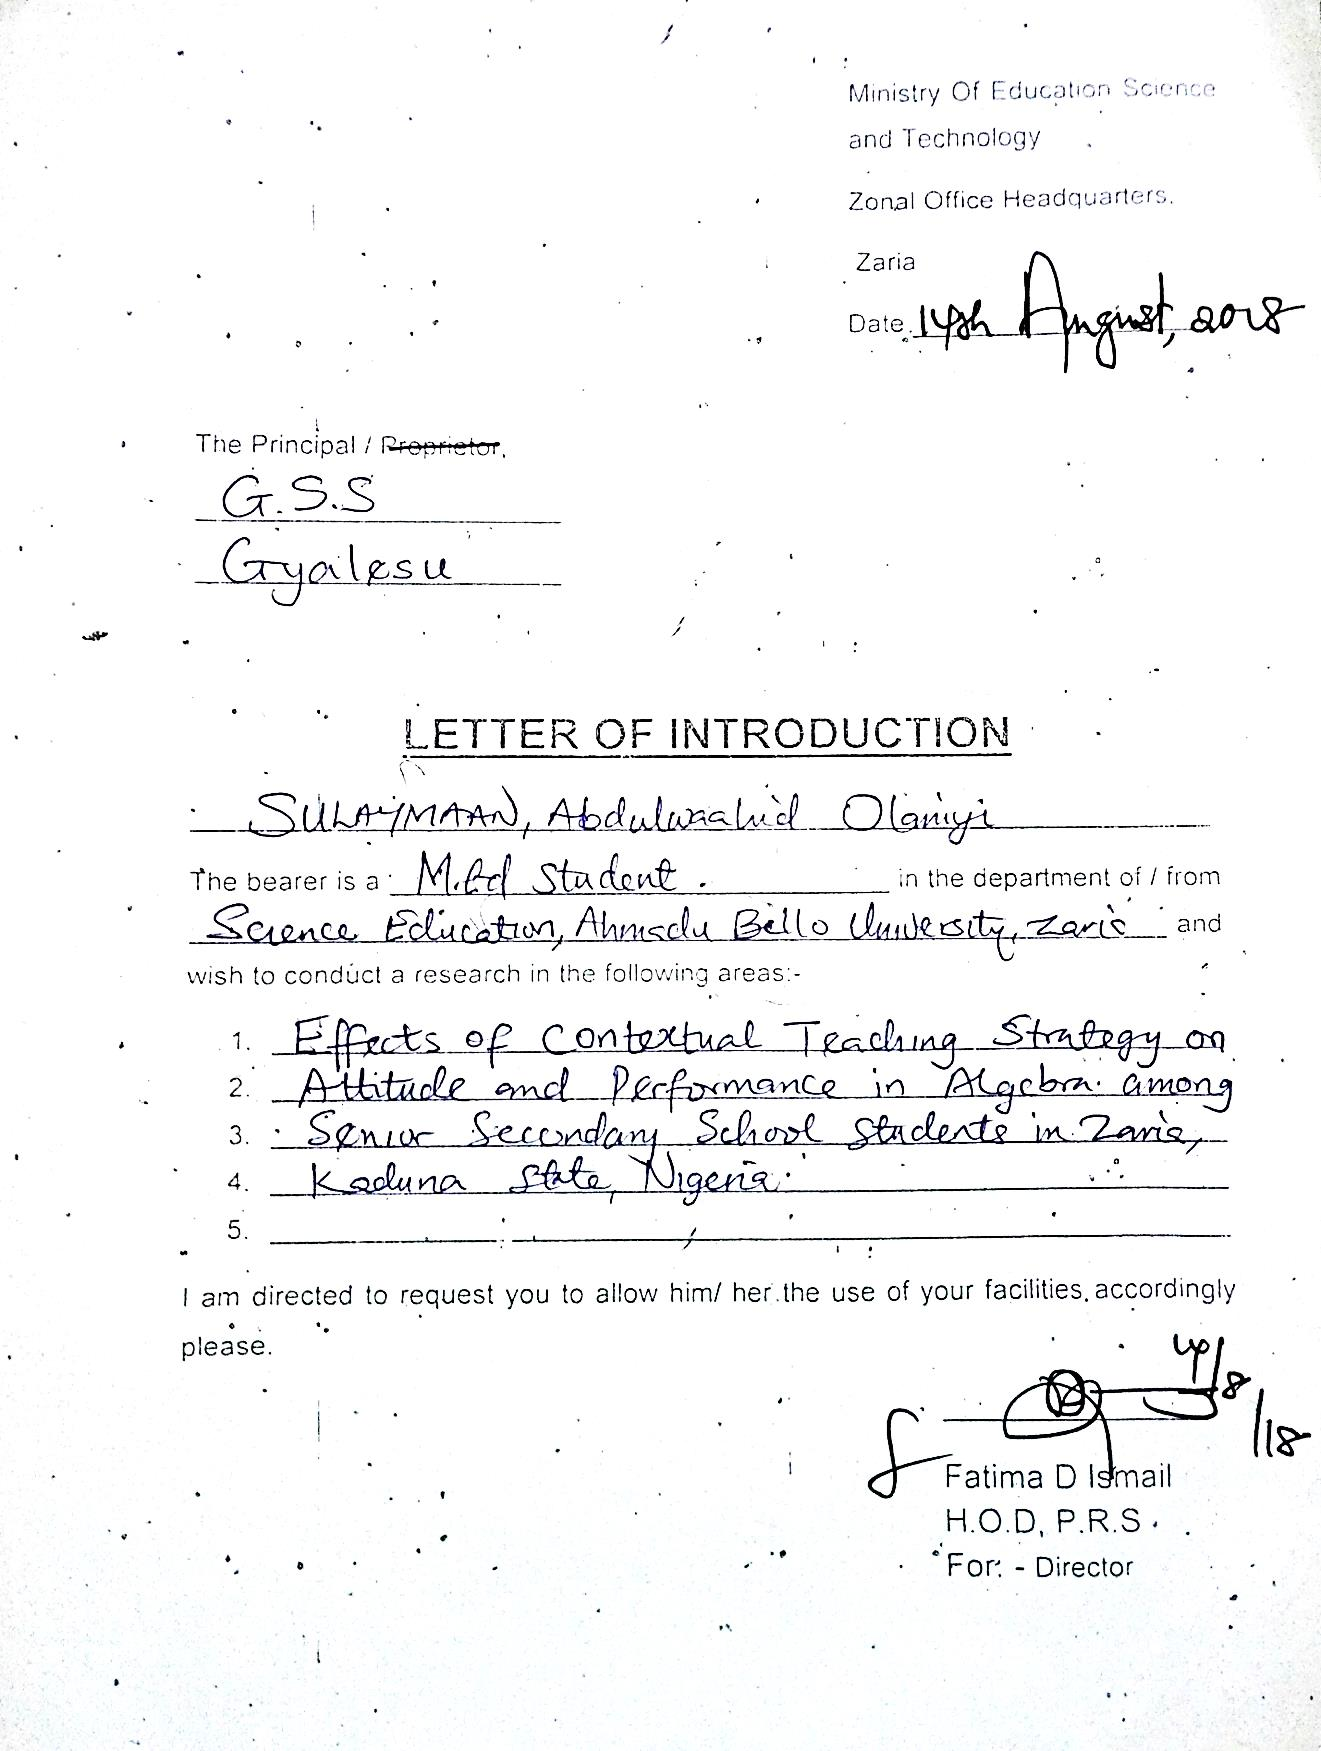 Ministry Of Education Science
and Technology
Zonal Office Headquarters.
Zaria
Date. 14th August, 2018
The Principal / Proprietor,
G.S.S
Gyalesu
LETTER OF INTRODUCTION
SULAYMAAN, Abdulwaahid Olaniyi
The bearer is a M.Ed Student. in the department of / from
Science Education, Ahmadu Bello University, Zaria and
wish to conduct a research in the following areas:-
1. Effects of Contextual Teaching Strategy on
2. Attitude and Performance in Algebra among
3. Senior Secondary School Students in Zaria,
4. Kaduna State, Nigeria.
5.
I am directed to request you to allow him/ her the use of your facilities, accordingly
please.
/8/18
Fatima D Ismail
H.O.D, P.R.S.
For: - Director